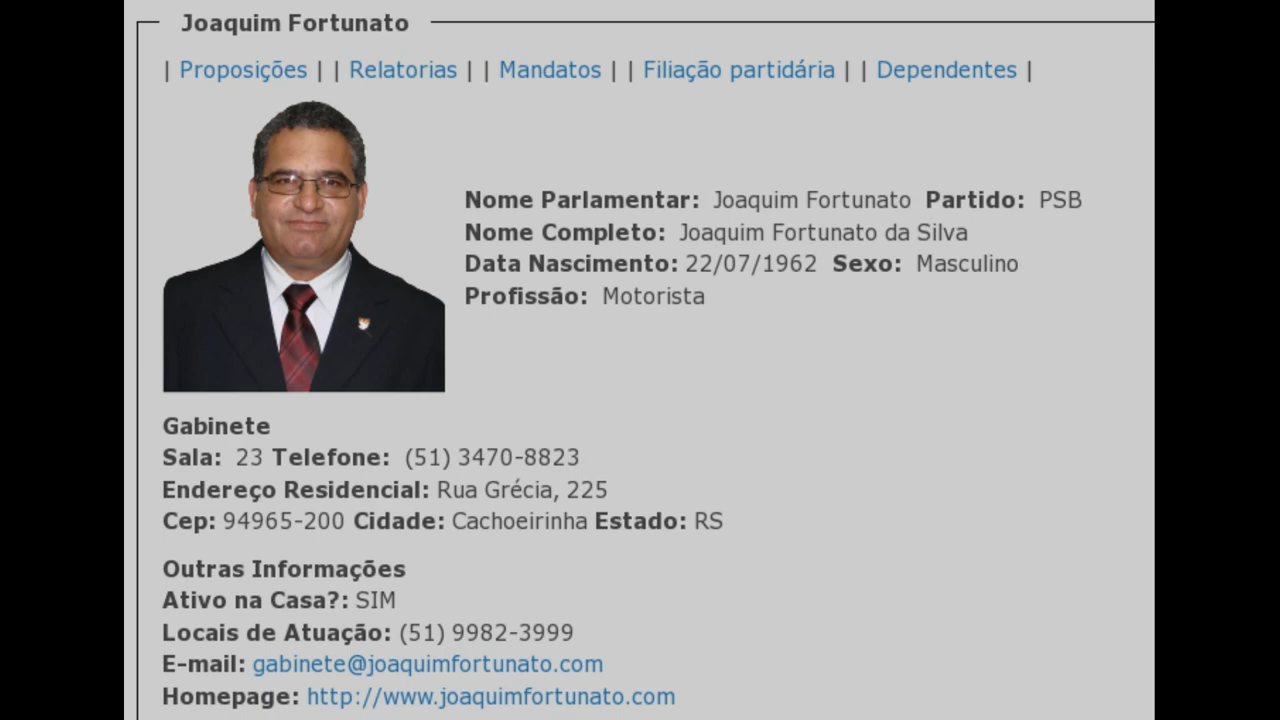 Joaquim Fortunato
| Proposições | | Relatorias | | Mandatos | | Filiação partidária | | Dependentes |
Nome Parlamentar: Joaquim Fortunato Partido: PSB
Nome Completo: Joaquim Fortunato da Silva
Data Nascimento: 22/07/1962 Sexo: Masculino
Profissão: Motorista
Gabinete
Sala: 23 Telefone: (51) 3470-8823
Endereço Residencial: Rua Grécia, 225
Cep: 94965-200 Cidade: Cachoeirinha Estado: RS
Outras Informações
Ativo na Casa?: SIM
Locais de Atuação: (51) 9982-3999
E-mail: gabinete@joaquimfortunato.com
Homepage: http://www.joaquimfortunato.com